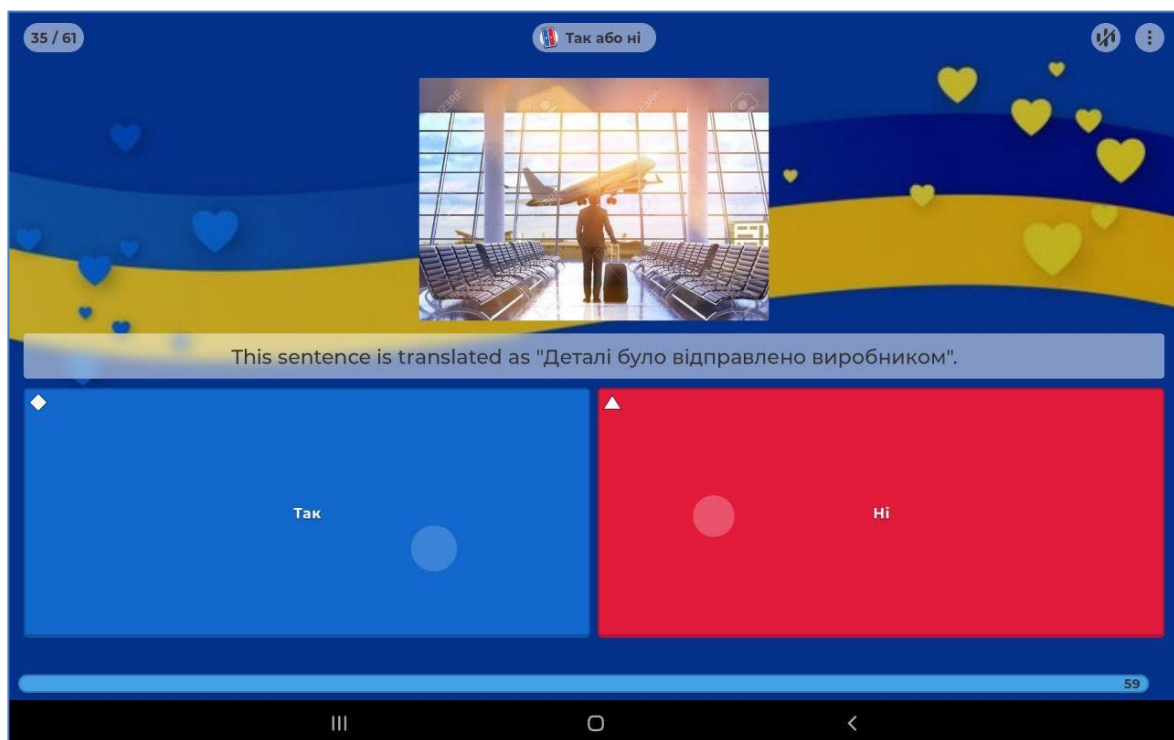 35 / 61
Так або ні
This sentence is translated as "Деталі було відправлено виробником".
Так
Ні
59